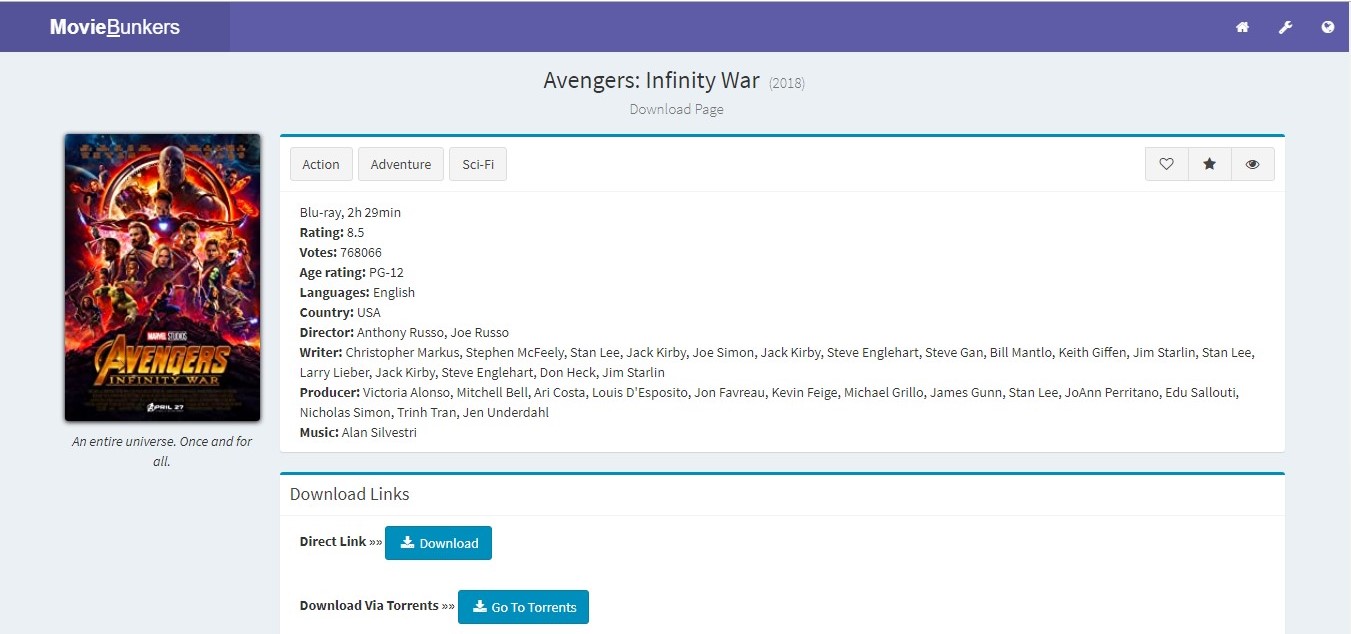 MovieBunkers
Avengers: Infinity War (2018)
Download Page
MARVEL STUDIOS
AVENGERS
INFINITY WAR
APRIL 27
An entire universe. Once and for
all.
Action Adventure Sci-Fi
Blu-ray, 2h 29min
Rating: 8.5
Votes: 768066
Age rating: PG-12
Languages: English
Country: USA
Director: Anthony Russo, Joe Russo
Writer: Christopher Markus, Stephen McFeely, Stan Lee, Jack Kirby, Joe Simon, Jack Kirby, Steve Englehart, Steve Gan, Bill Mantlo, Keith Giffen, Jim Starlin, Stan Lee,
Larry Lieber, Jack Kirby, Steve Englehart, Don Heck, Jim Starlin
Producer: Victoria Alonso, Mitchell Bell, Ari Costa, Louis D'Esposito, Jon Favreau, Kevin Feige, Michael Grillo, James Gunn, Stan Lee, JoAnn Perritano, Edu Sallouti,
Nicholas Simon, Trinh Tran, Jen Underdahl
Music: Alan Silvestri
Download Links
Direct Link »» Download
Download Via Torrents »» Go To Torrents